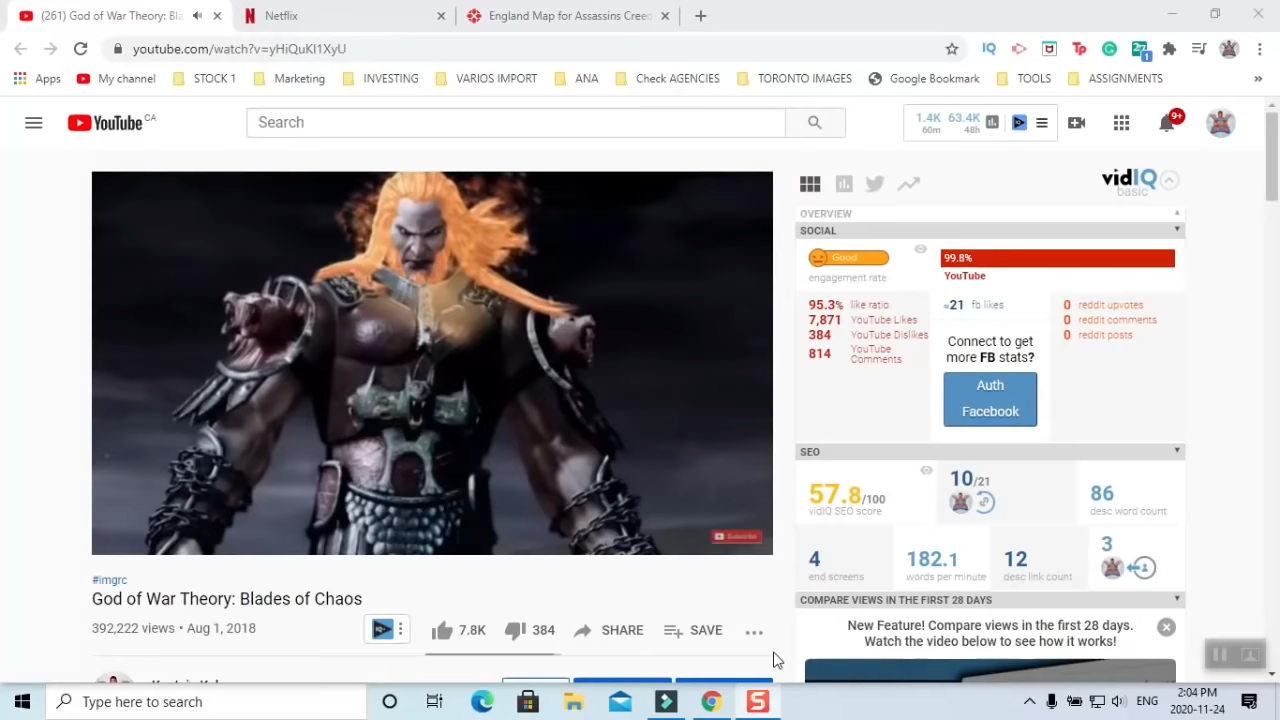 (261) God of War Theory: Bla
Netflix
England Map for Assassins Creed
youtube.com/watch?v=yHiQuKI1XyU
Apps
My channel
STOCK 1
Marketing
INVESTING
VARIOS IMPORT
ANA
Check AGENCIES
TORONTO IMAGES
Google Bookmark
TOOLS
ASSIGNMENTS
YouTube CA
Search
1.4K 63.4K
60m 48h
9+
vidIQ
basic
OVERVIEW
SOCIAL
Good
engagement rate
99.8%
YouTube
95.3% like ratio
7,871 YouTube Likes
384 YouTube Dislikes
814 YouTube Comments
≈21 fb likes
Connect to get
more FB stats?
Auth
Facebook
0 reddit upvotes
0 reddit comments
0 reddit posts
SEO
57.8/100
vidIQ SEO score
10/21
86
desc word count
4
end screens
182.1
words per minute
12
desc link count
3
COMPARE VIEWS IN THE FIRST 28 DAYS
New Feature! Compare views in the first 28 days.
Watch the video below to see how it works!
Subscribe
#imgrc
God of War Theory: Blades of Chaos
392,222 views • Aug 1, 2018
7.8K
384
SHARE
SAVE
Type here to search
ENG
2:04 PM
2020-11-24